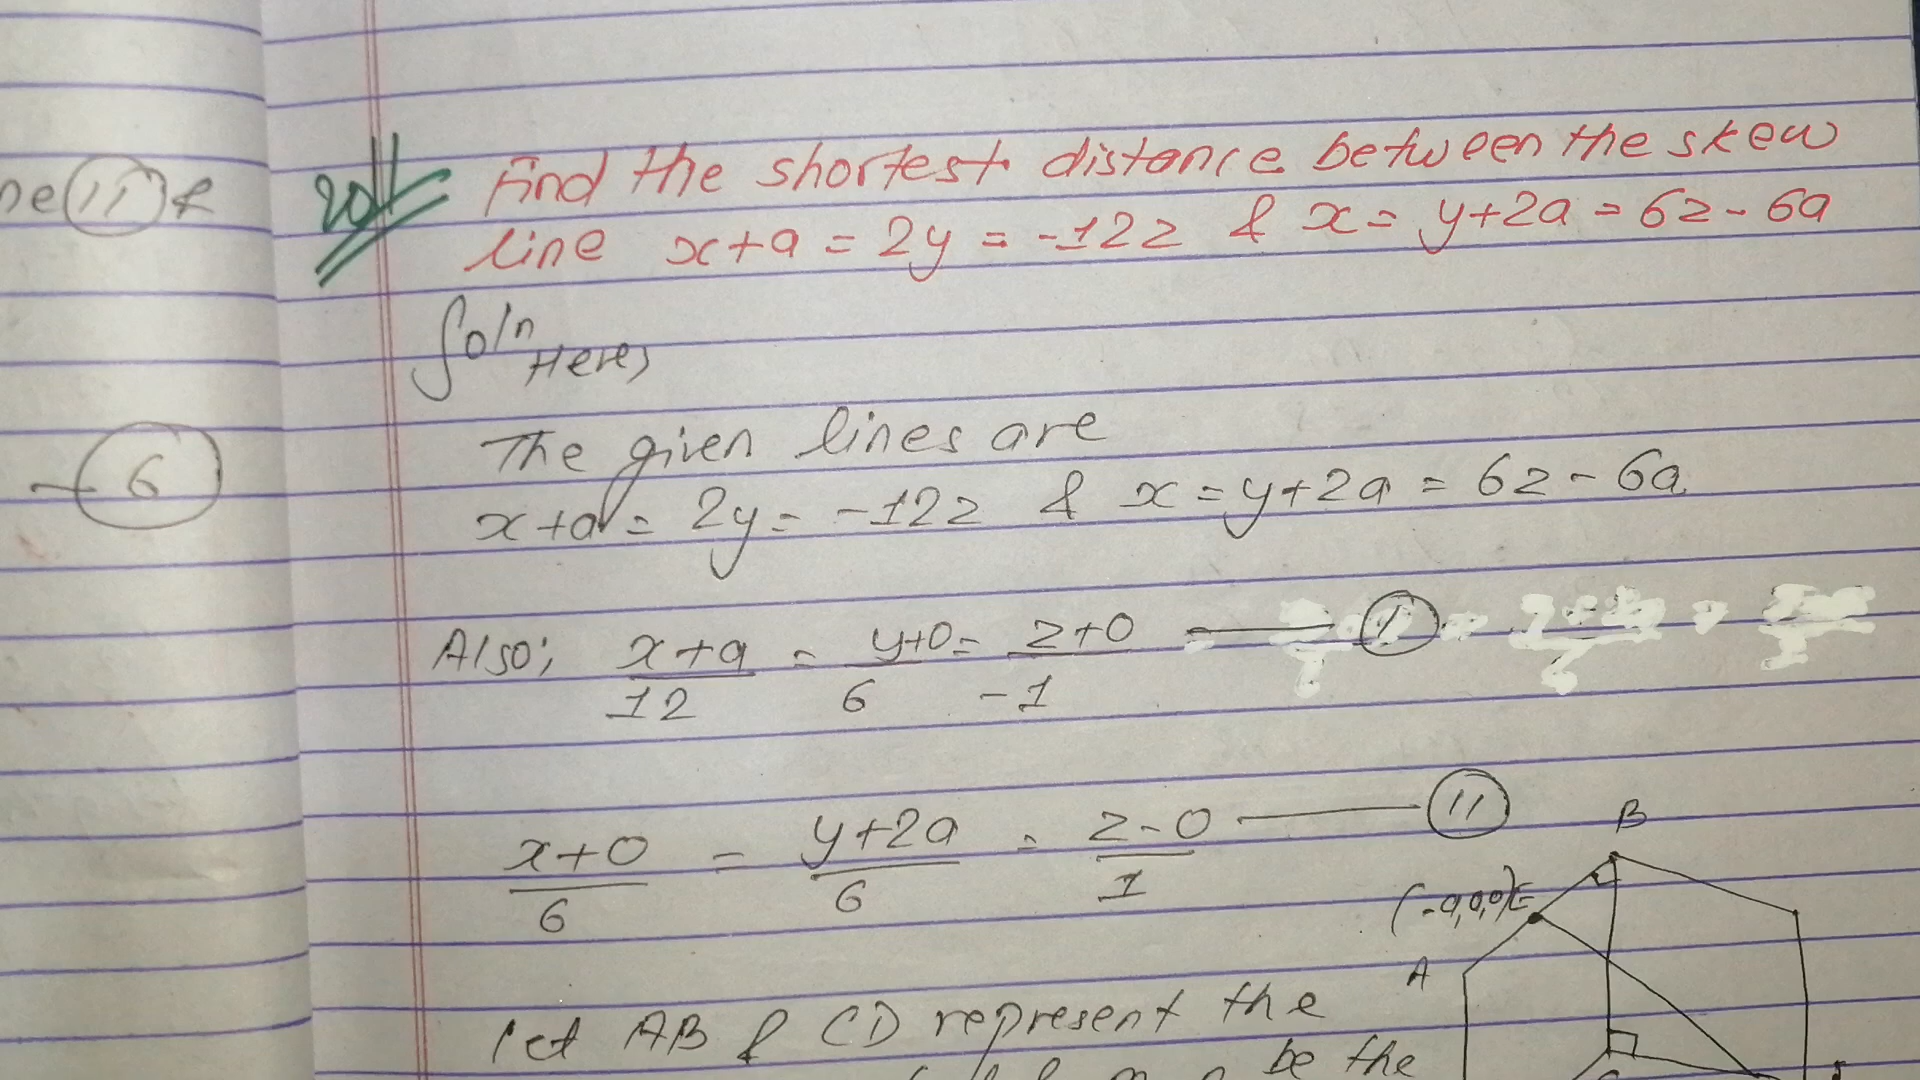 ne (11) &
20
Find the shortest distance between the skew
line x+a = 2y = -12z & x = y+2a = 6z - 6a
Soln Here,
The given lines are
x+a = 2y = -12z & x = y+2a = 6z - 6a.
6
Also; x+a/12 = y+0/6 = z+0/-1 — (1)
x+0/6 = y+2a/6 = z-0/1 — (11)
B
(-a,0,0)E
A
let AB & CD represent the
be the